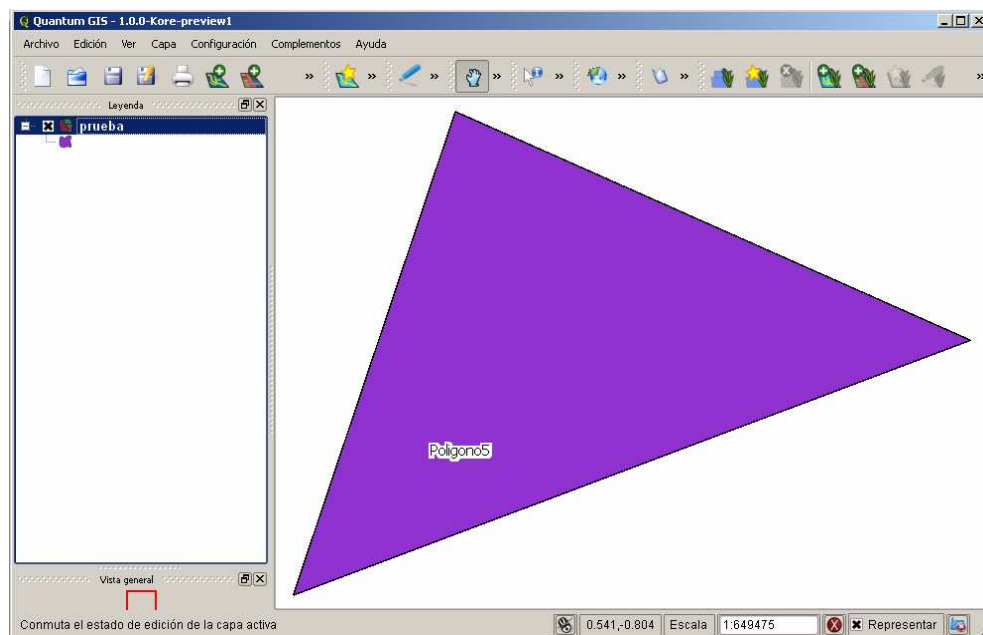 Quantum GIS - 1.0.0-Kore-preview1
Archivo Edición Ver Capa Configuración Complementos Ayuda
Leyenda
prueba
Poligono5
Vista general
Conmuta el estado de edición de la capa activa
0.541,-0.804
Escala
1:649475
Representar